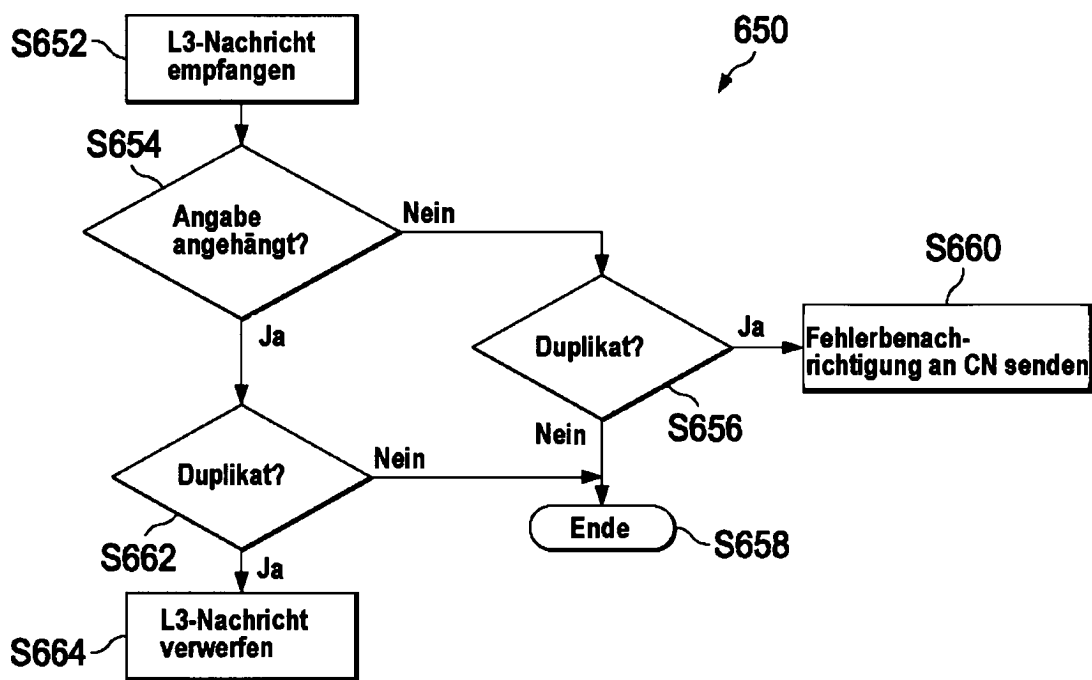 650
S652
L3-Nachricht
empfangen
S654
Angabe
angehängt?
Nein
Ja
S660
Duplikat?
Ja
Fehlerbenach-
richtigung an CN senden
S656
Nein
Duplikat?
Nein
S662
Ja
Ende
S658
L3-Nachricht
verwerfen
S664